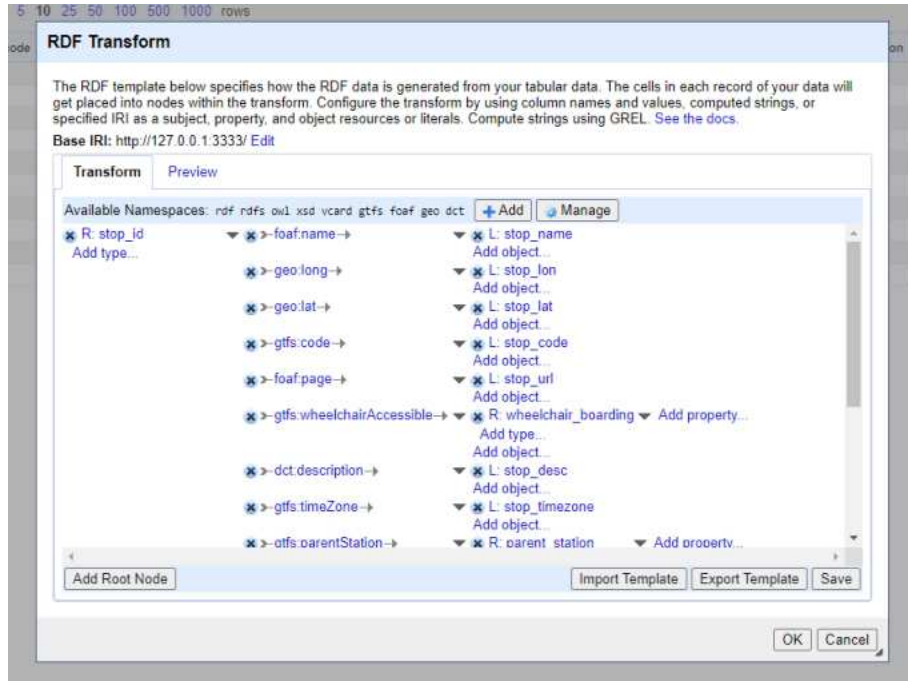 5 10 25 50 100 500 1000 rows
ode
on
RDF Transform
The RDF template below specifies how the RDF data is generated from your tabular data. The cells in each record of your data will
get placed into nodes within the transform. Configure the transform by using column names and values, computed strings, or
specified IRI as a subject, property, and object resources or literals. Compute strings using GREL. See the docs.
Base IRI: http://127.0.0.1:3333/ Edit
Transform Preview
Available Namespaces: rdf rdfs owl xsd vcard gtfs foaf geo dct Add Manage
R: stop_id foaf:name L: stop_name
Add type... Add object...
geo:long L: stop_lon
Add object...
geo:lat L: stop_lat
Add object...
gtfs:code L: stop_code
Add object...
foaf:page L: stop_url
Add object...
gtfs:wheelchairAccessible R: wheelchair_boarding Add property...
Add type...
Add object...
dct:description L: stop_desc
Add object...
gtfs:timeZone L: stop_timezone
Add object...
gtfs:parentStation R: parent_station Add property...
Add Root Node Import Template Export Template Save
OK Cancel